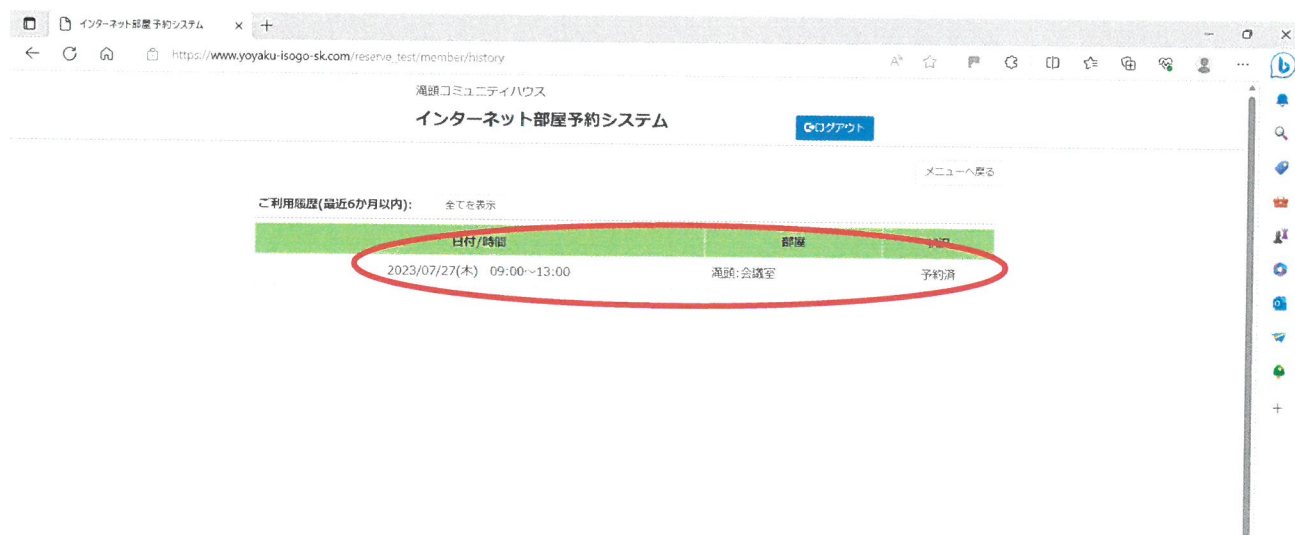 インターネット部屋予約システム
https://www.yoyaku-isogo-sk.com/reserve_test/member/history
滝頭コミュニティハウス
インターネット部屋予約システム
ログアウト
メニューへ戻る
ご利用履歴(最近6か月以内): 全てを表示
日付/時間 部屋
2023/07/27(木) 09:00~13:00 滝頭:会議室 予約済